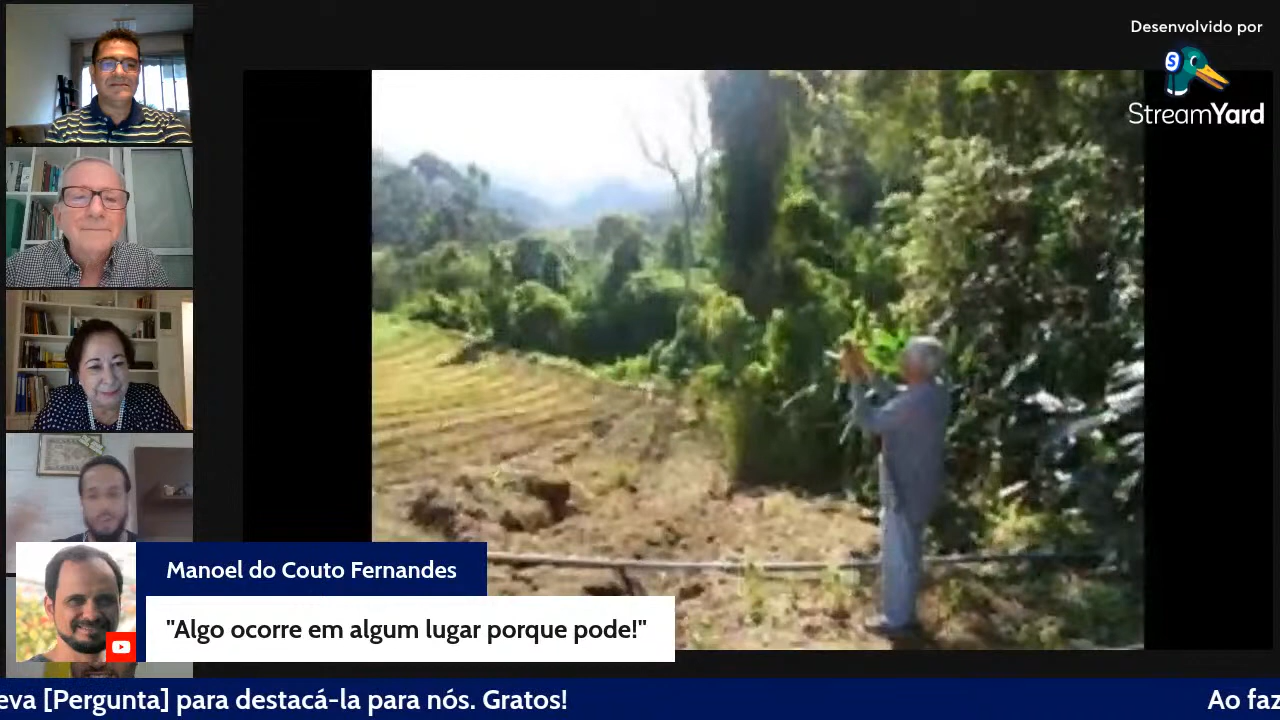 Desenvolvido por
StreamYard
Manoel do Couto Fernandes
"Algo ocorre em algum lugar porque pode!"
eva [Pergunta] para destacá-la para nós. Gratos!
Ao faz